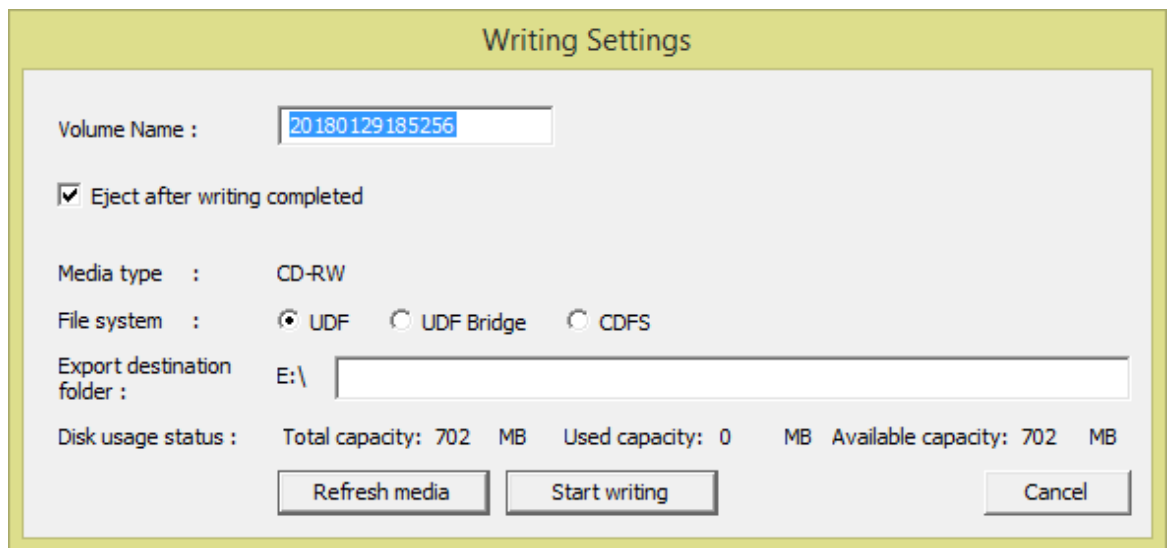 Writing Settings
Volume Name : 20180129185256
Eject after writing completed
Media type : CD-RW
File system : UDF UDF Bridge CDFS
Export destination
folder : E:\
Disk usage status : Total capacity: 702 MB Used capacity: 0 MB Available capacity: 702 MB
Refresh media Start writing Cancel